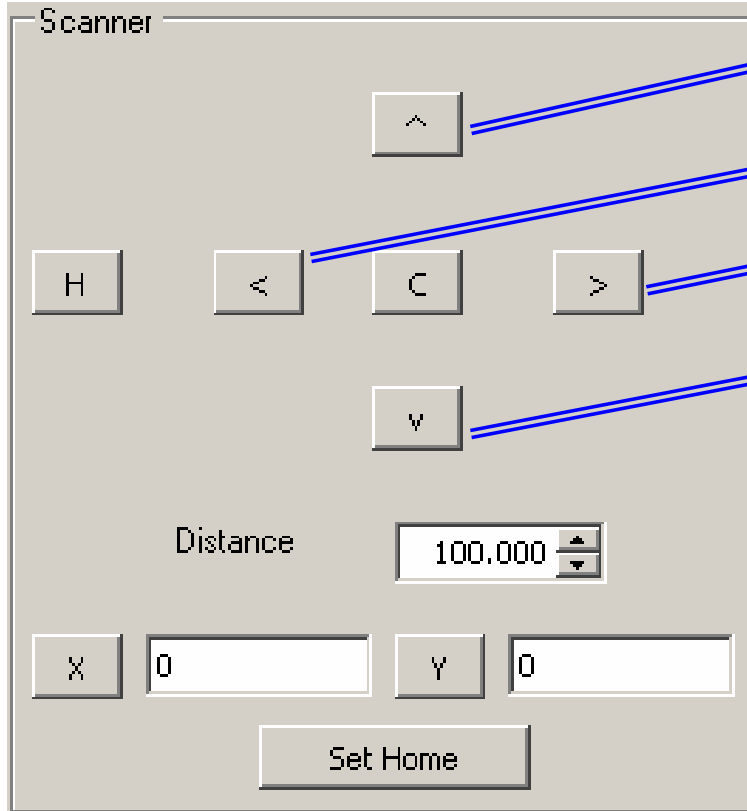 Scanner
^
H < C >
v
Distance 100.000
X 0 Y 0
Set Home